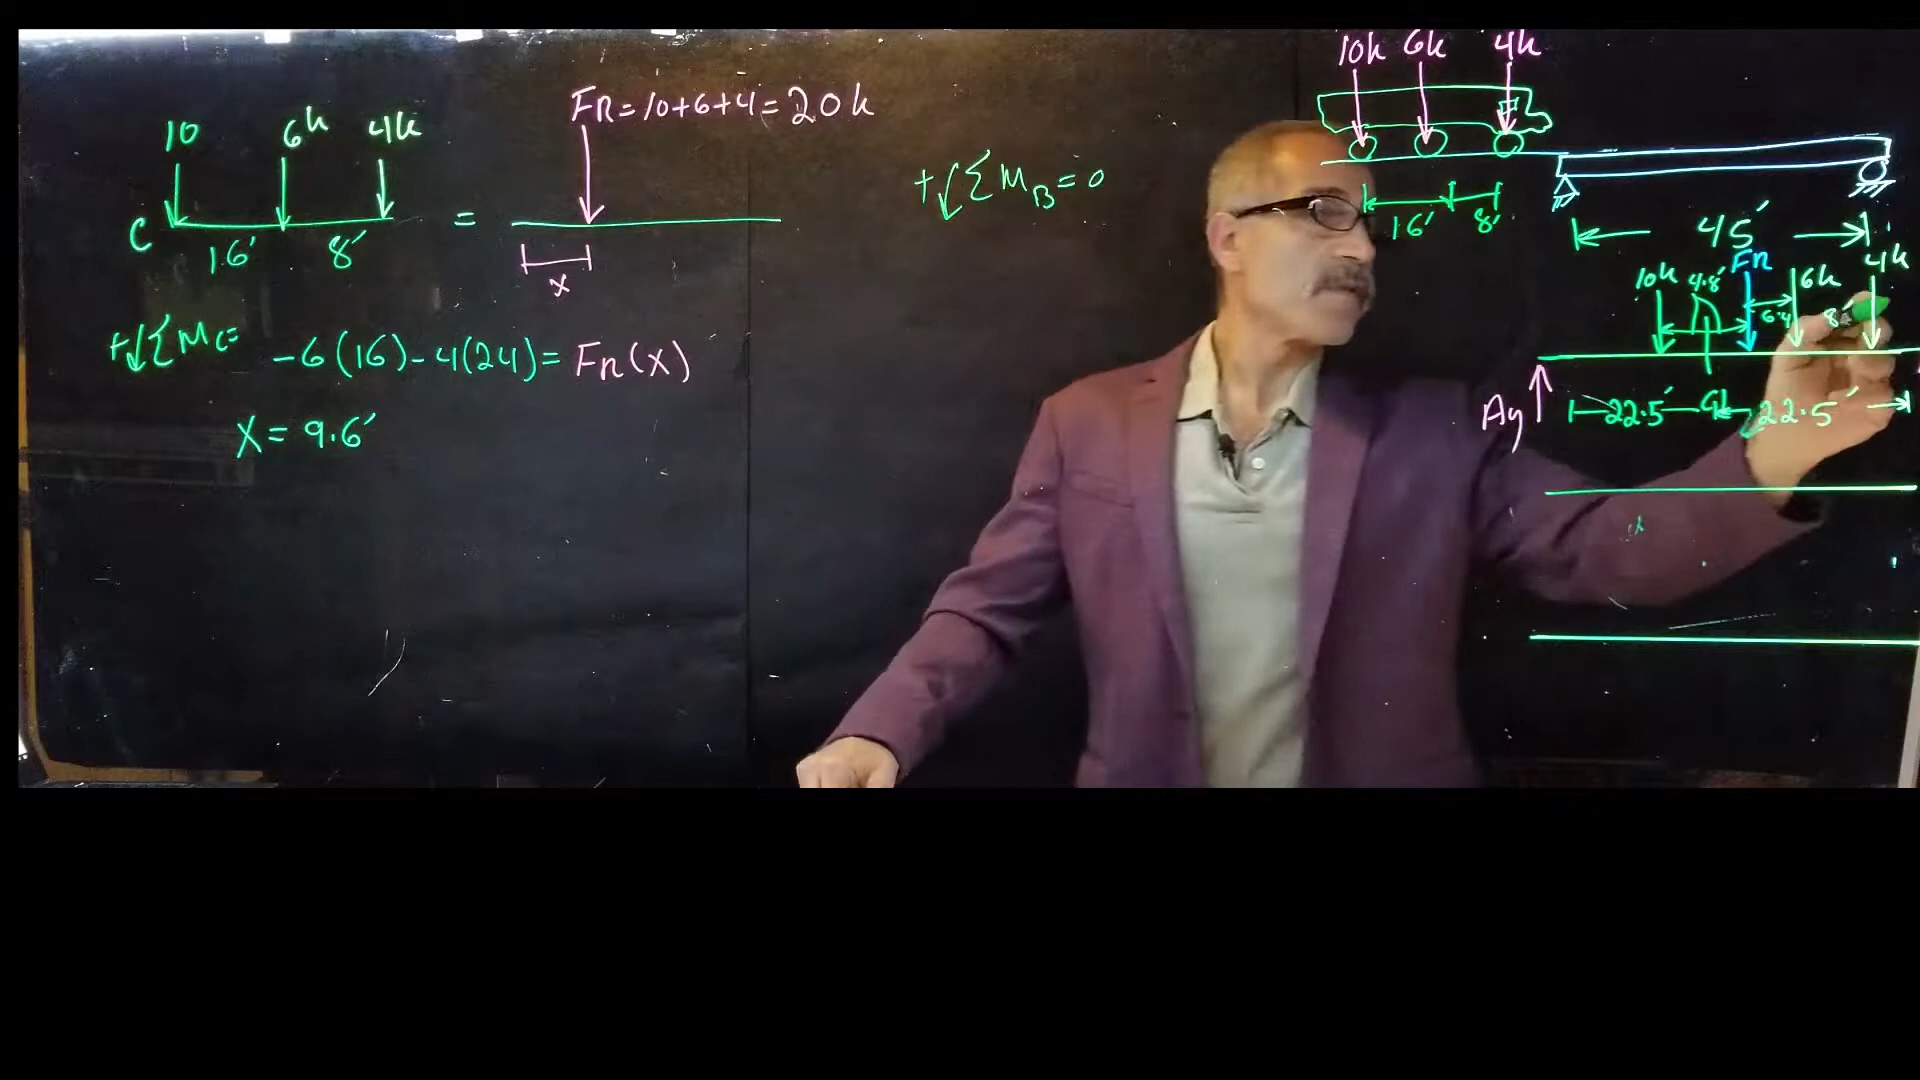 10 6k 4k
C 16' 8'
=
FR=10+6+4=20k
x
+ΣMc= -6(16)-4(24)= FR(x)
x = 9.6'
+ΣMB=0
10k 6k 4k
16' 8'
45'
10k 4.8' FR 6k 4k
6.4 8'
Ay 22.5' 22.5'